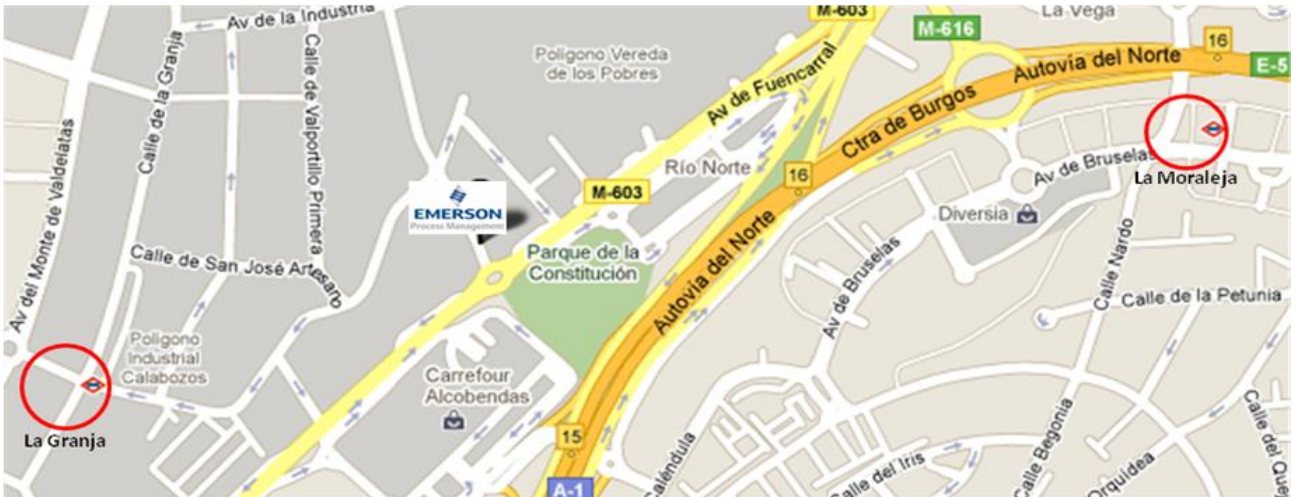 Av de la Industria
M-603
La Vega
M-616
16
E-5
Calle de la Granja
Calle de Valportillo Primera
Polígono Vereda
de los Pobres
Av de Fuencarral
Autovía del Norte
Ctra de Burgos
Av del Monte de Valdelatas
Río Norte
16
Av de Bruselas
La Moraleja
EMERSON
Process Management
M-603
Diversia
Calle de San José Artesano
Parque de la
Constitución
Autovía del Norte
Av de Bruselas
Calle Nardo
Calle de la Petunia
Polígono
Industrial
Calabozos
Carrefour
Alcobendas
La Granja
15
A-1
Caléndula
Calle del Iris
Calle Begonia
Orquídea
Calle del Que